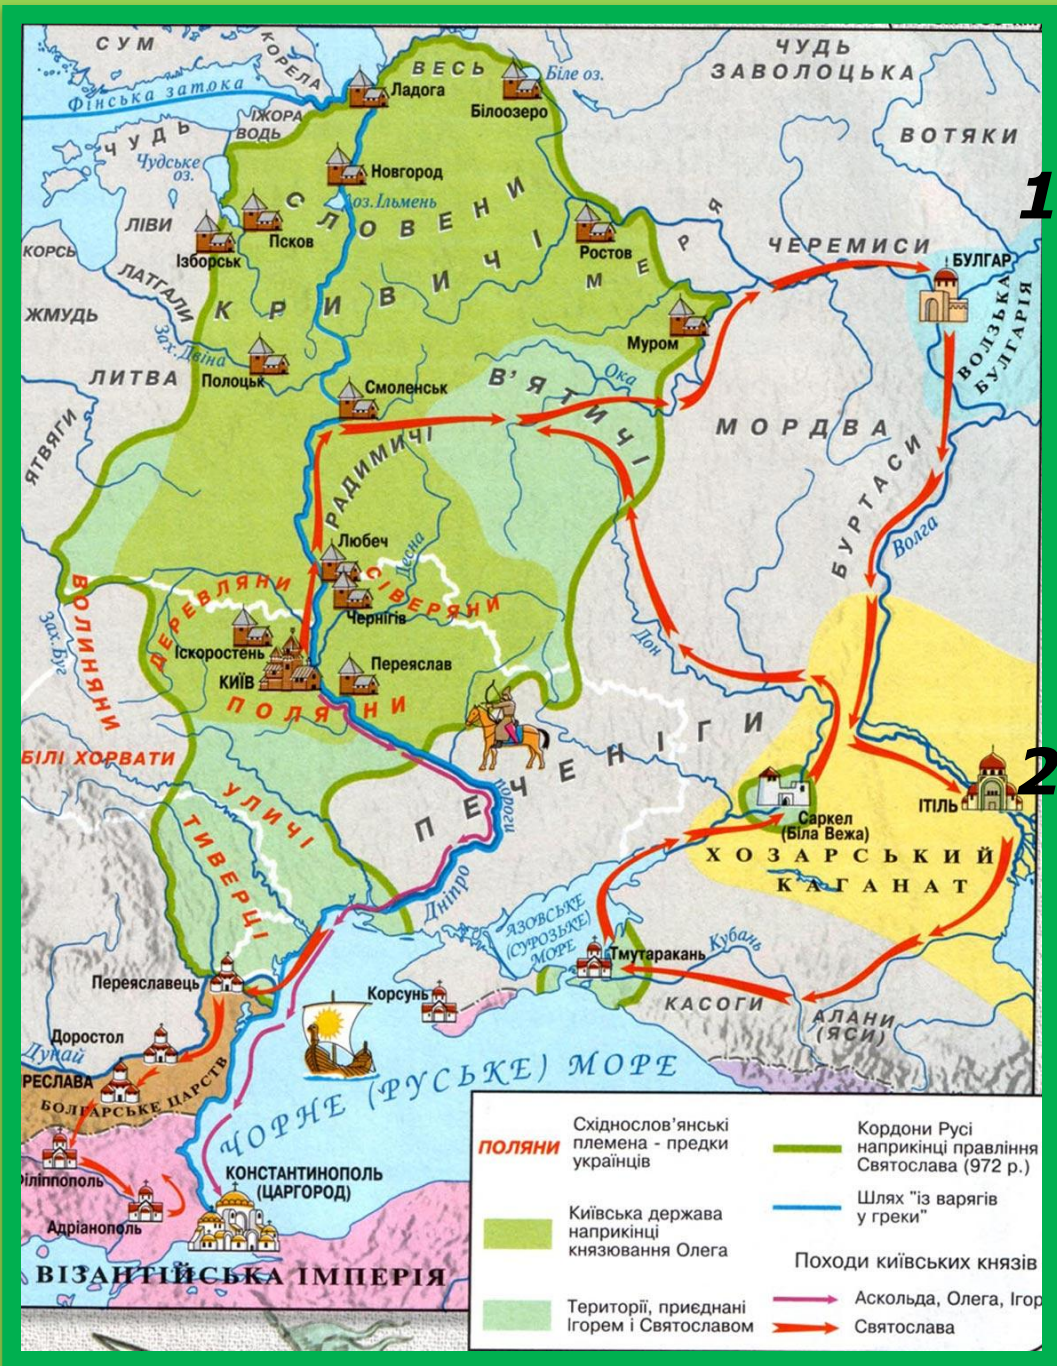 СУМ
КОРЕЛА
Фінська затока
ВЕСЬ
Ладога
Біле оз.
Білоозеро
ЧУДЬ
ЗАВОЛОЦЬКА
ВОТЯКИ
1
ІЖОРА
ВОДЬ
ЧУДЬ
Чудське
оз.
Новгород
оз.Ільмень
СЛОВЕНИ
Псков
Ізборськ
ЛІВИ
КОРСЬ
ЛАТГАЛИ
ЖМУДЬ
КРИВИЧІ
Ростов
МЕРЯ
ЧЕРЕМИСИ
БУЛГАР
ВОЛЗЬКА
БУЛГАРІЯ
Муром
Зах.Двіна
Полоцьк
ЛИТВА
Смоленськ
В'ЯТИЧІ
Ока
МОРДВА
ЯТВЯГИ
РАДИМИЧІ
БУРТАСИ
Волга
Любеч
Десна
СІВЕРЯНИ
Чернігів
ДЕРЕВЛЯНИ
ВОЛИНЯНИ
Зах.Буг
Іскоростень
КИЇВ
Переяслав
ПОЛЯНИ
Дон
БІЛІ ХОРВАТИ
УЛИЧІ
ТИВЕРЦІ
ПЕЧЕНІГИ
пороги
Дніпро
2
ІТІЛЬ
Саркел
(Біла Вежа)
ХОЗАРСЬКИЙ
КАГАНАТ
АЗОВСЬКЕ
(СУРОЗЬКЕ)
МОРЕ
Тмутаракань
Кубань
КАСОГИ
АЛАНИ
(ЯСИ)
Корсунь
Переяславець
Доростол
Дунай
РЕСЛАВА
БОЛГАРСЬКЕ ЦАРСТВ
ЧОРНЕ (РУСЬКЕ) МОРЕ
іліппополь
Адріанополь
КОНСТАНТИНОПОЛЬ
(ЦАРГОРОД)
ВІЗАНТІЙСЬКА ІМПЕРІЯ
ПОЛЯНИ
Східнослов'янські
племена - предки
українців
Київська держава
наприкінці
князювання Олега
Території, приєднані
Ігорем і Святославом
Кордони Русі
наприкінці правління
Святослава (972 р.)
Шлях "із варягів
у греки"
Походи київських князів
Аскольда, Олега, Ігор
Святослава